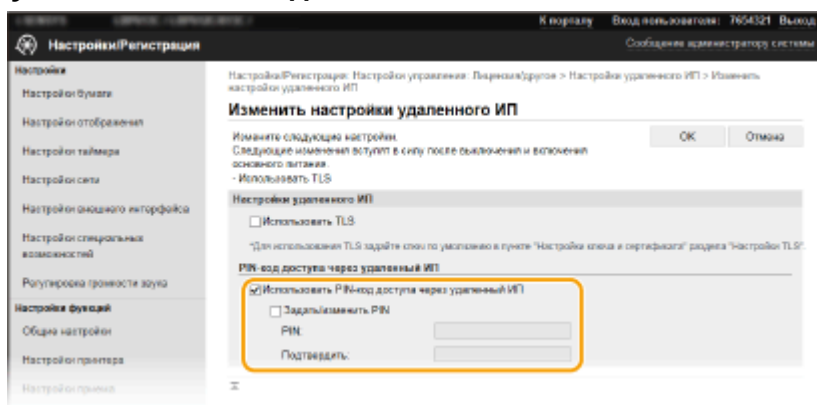 К порталу Вход пользователя: 7654321 Выход
Настройки/Регистрация
Сообщение администратору системы
Настройки
Настройки бумаги
Настройки отображения
Настройки таймера
Настройки сети
Настройки внешнего интерфейса
Настройки специальных
возможностей
Регулировка громкости звука
Настройки функций
Общие настройки
Настройки принтера
Настройки приема
Настройки/Регистрация: Настройки управления: Лицензия/другое > Настройки удаленного ИП > Изменить
настройки удаленного ИП
Изменить настройки удаленного ИП
Измените следующие настройки.
Следующие изменения вступят в силу после выключения и включения
основного питания.
- Использовать TLS
OK Отмена
Настройки удаленного ИП
Использовать TLS
*Для использования TLS задайте ключ по умолчанию в пункте "Настройки ключа и сертификата" раздела "Настройки TLS".
PIN-код доступа через удаленный ИП
Использовать PIN-код доступа через удаленный ИП
Задать/изменить PIN
PIN:
Подтвердить: